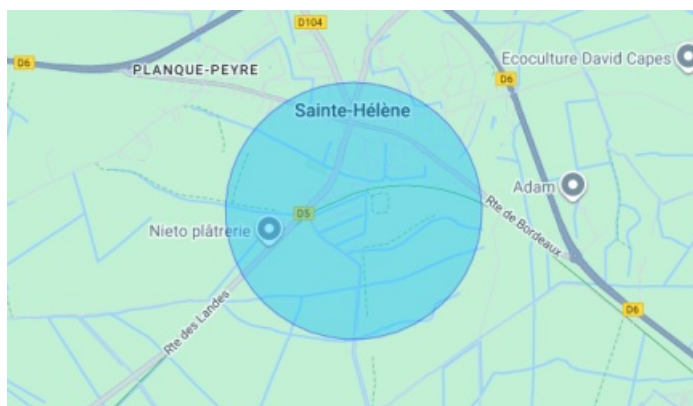 D104
D6
PLANQUE-PEYRE
Ecoculture David Capes
D6
Sainte-Hélène
Adam
D5
Nieto plâtrerie
Rte de Bordeaux
Rte des Landes
D6